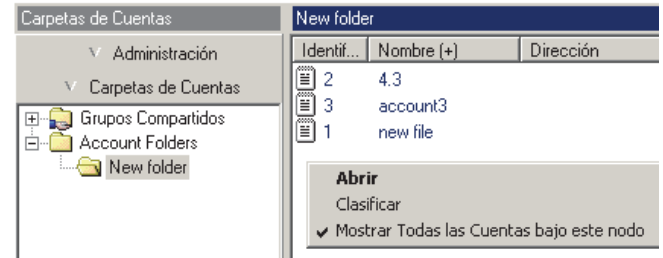 Carpetas de Cuentas
Administración
Carpetas de Cuentas
Grupos Compartidos
Account Folders
New folder
New folder
Identif... Nombre (+) Dirección
2 4.3
3 account3
1 new file
Abrir
Clasificar
Mostrar Todas las Cuentas bajo este nodo